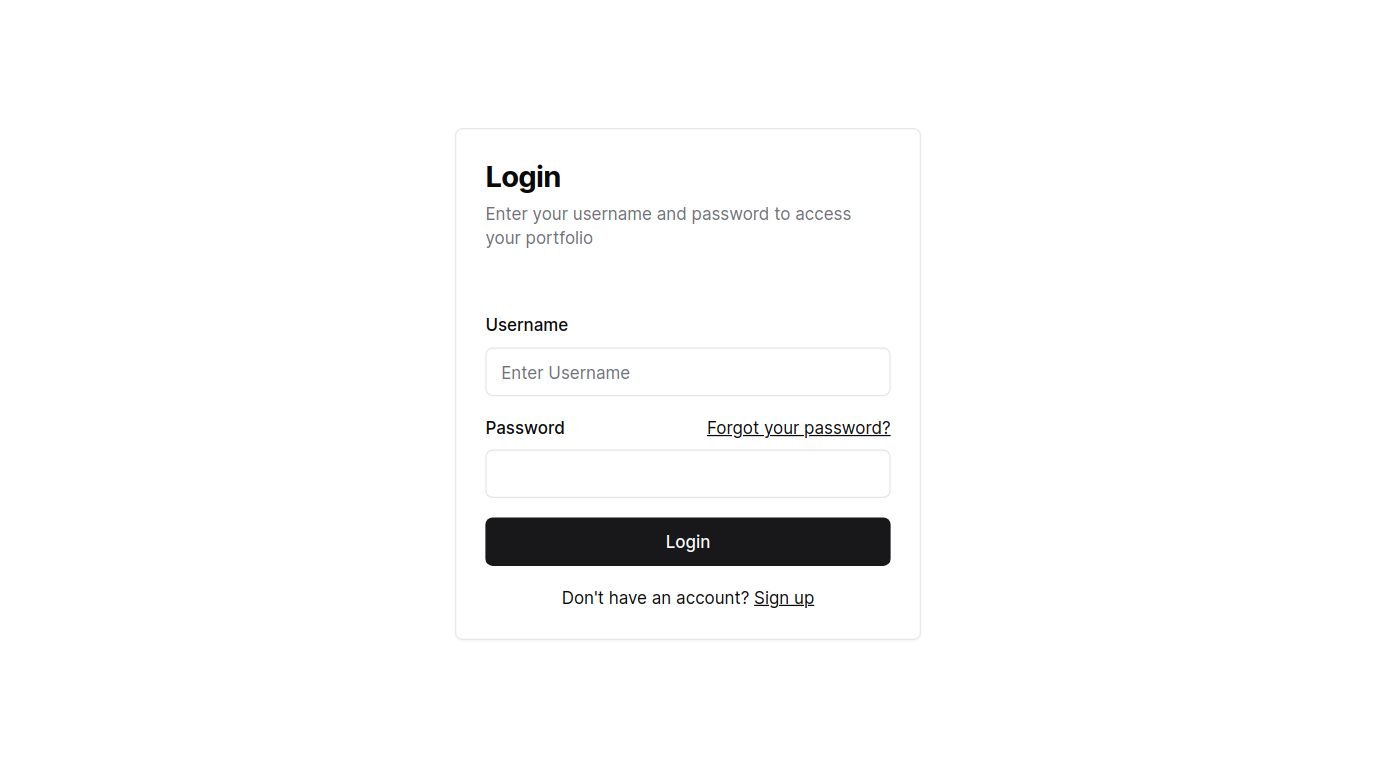 Login
Enter your username and password to access
your portfolio
Username
Enter Username
Password Forgot your password?
Login
Don't have an account? Sign up